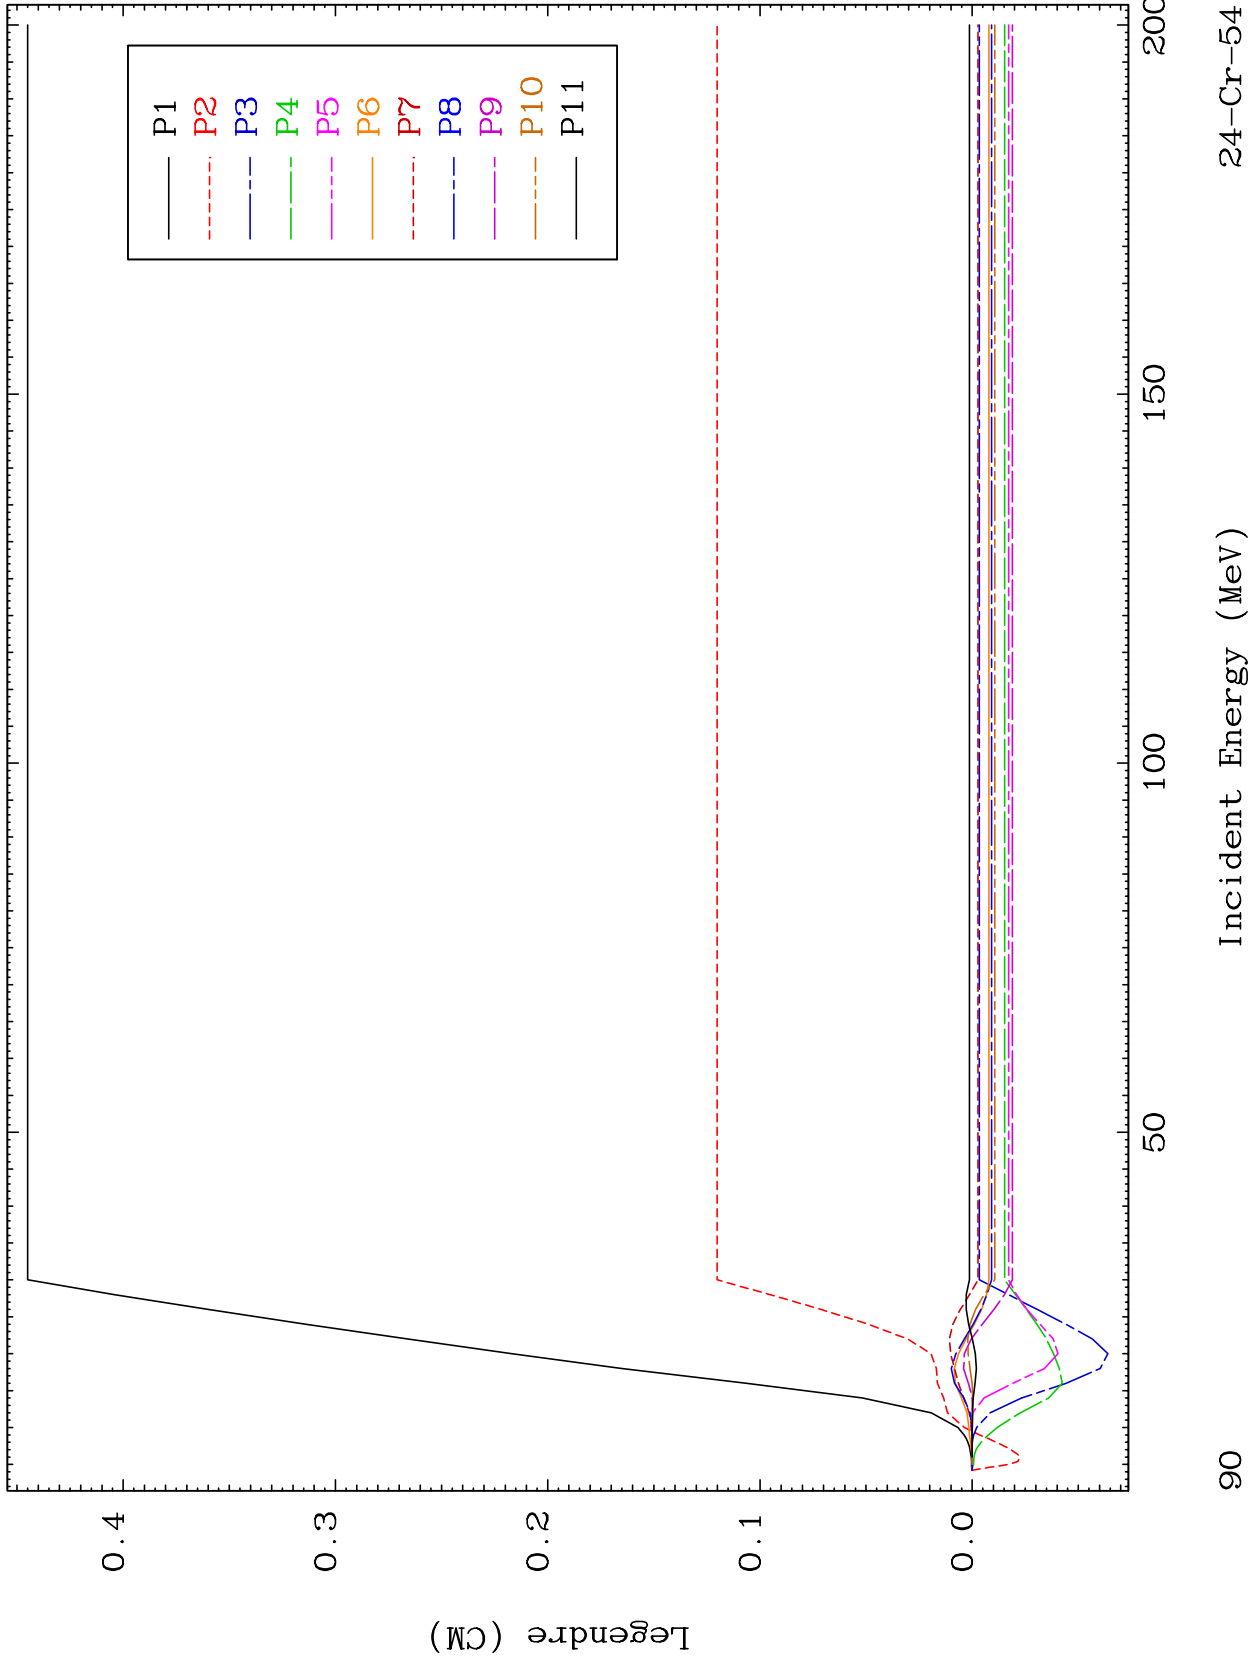 P1
P2
P3
P4
P5
P6
P7
P8
P9
P10
P11
Legendre (CM)
0.4
0.3
0.2
0.1
0.0
50
100
150
200
Incident Energy (MeV)
90
24-Cr-54